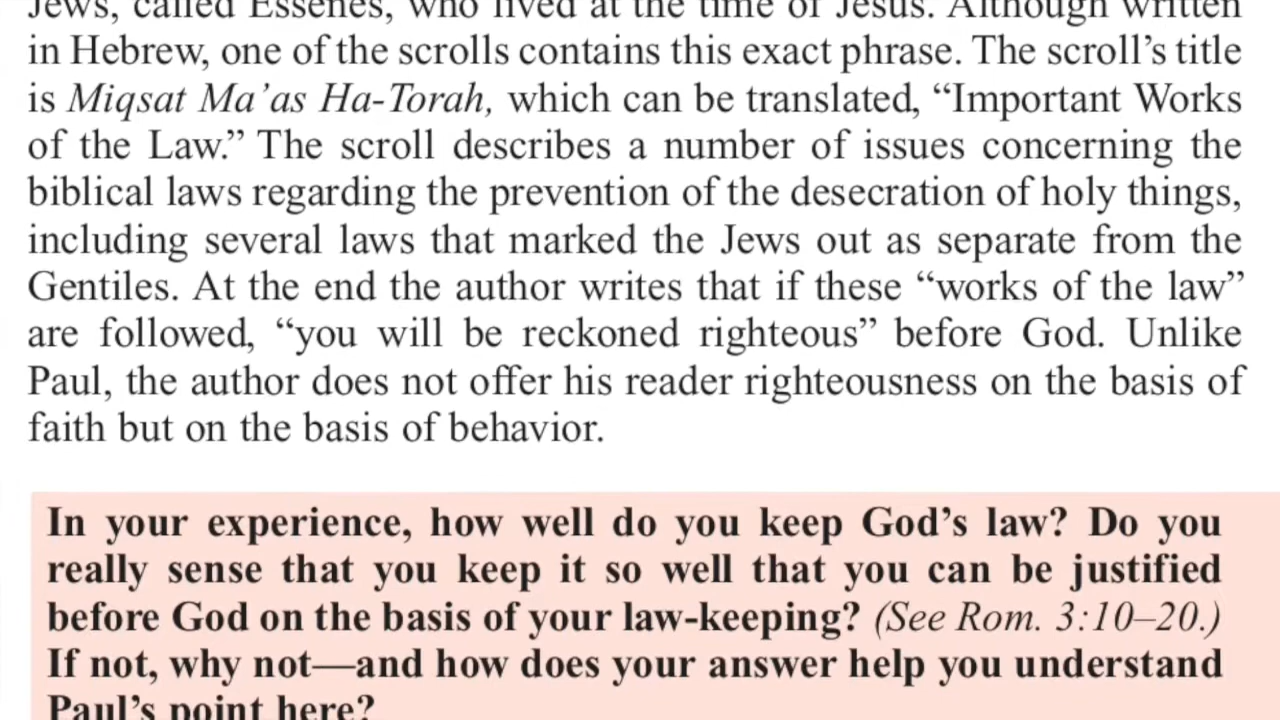 Jews, called Essenes, who lived at the time of Jesus. Although written
in Hebrew, one of the scrolls contains this exact phrase. The scroll’s title
is Miqsat Ma’as Ha-Torah, which can be translated, “Important Works
of the Law.” The scroll describes a number of issues concerning the
biblical laws regarding the prevention of the desecration of holy things,
including several laws that marked the Jews out as separate from the
Gentiles. At the end the author writes that if these “works of the law”
are followed, “you will be reckoned righteous” before God. Unlike
Paul, the author does not offer his reader righteousness on the basis of
faith but on the basis of behavior.
In your experience, how well do you keep God’s law? Do you
really sense that you keep it so well that you can be justified
before God on the basis of your law-keeping? (See Rom. 3:10–20.)
If not, why not—and how does your answer help you understand
Paul’s point here?